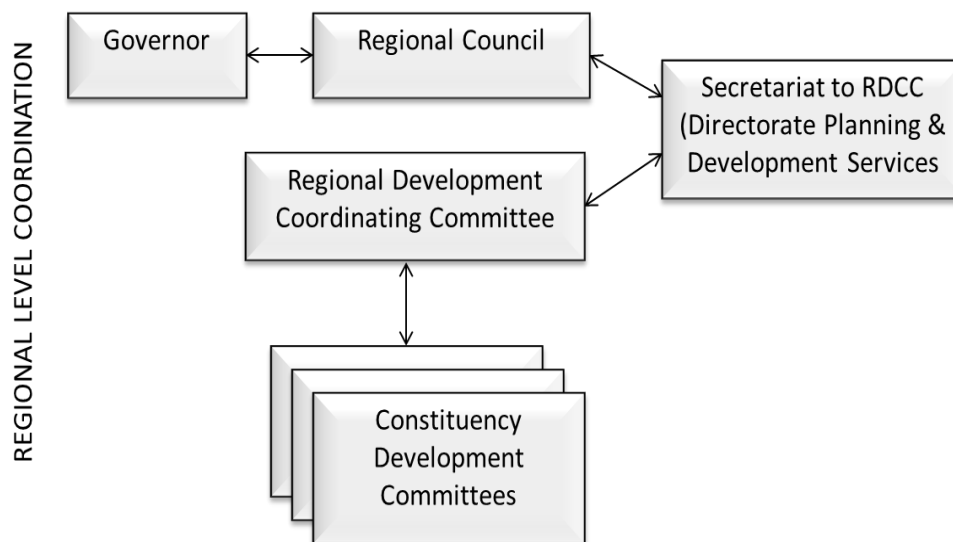 REGIONAL LEVEL COORDINATION
Governor
Regional Council
Secretariat to RDCC
(Directorate Planning &
Development Services
Regional Development
Coordinating Committee
Constituency
Development
Committees